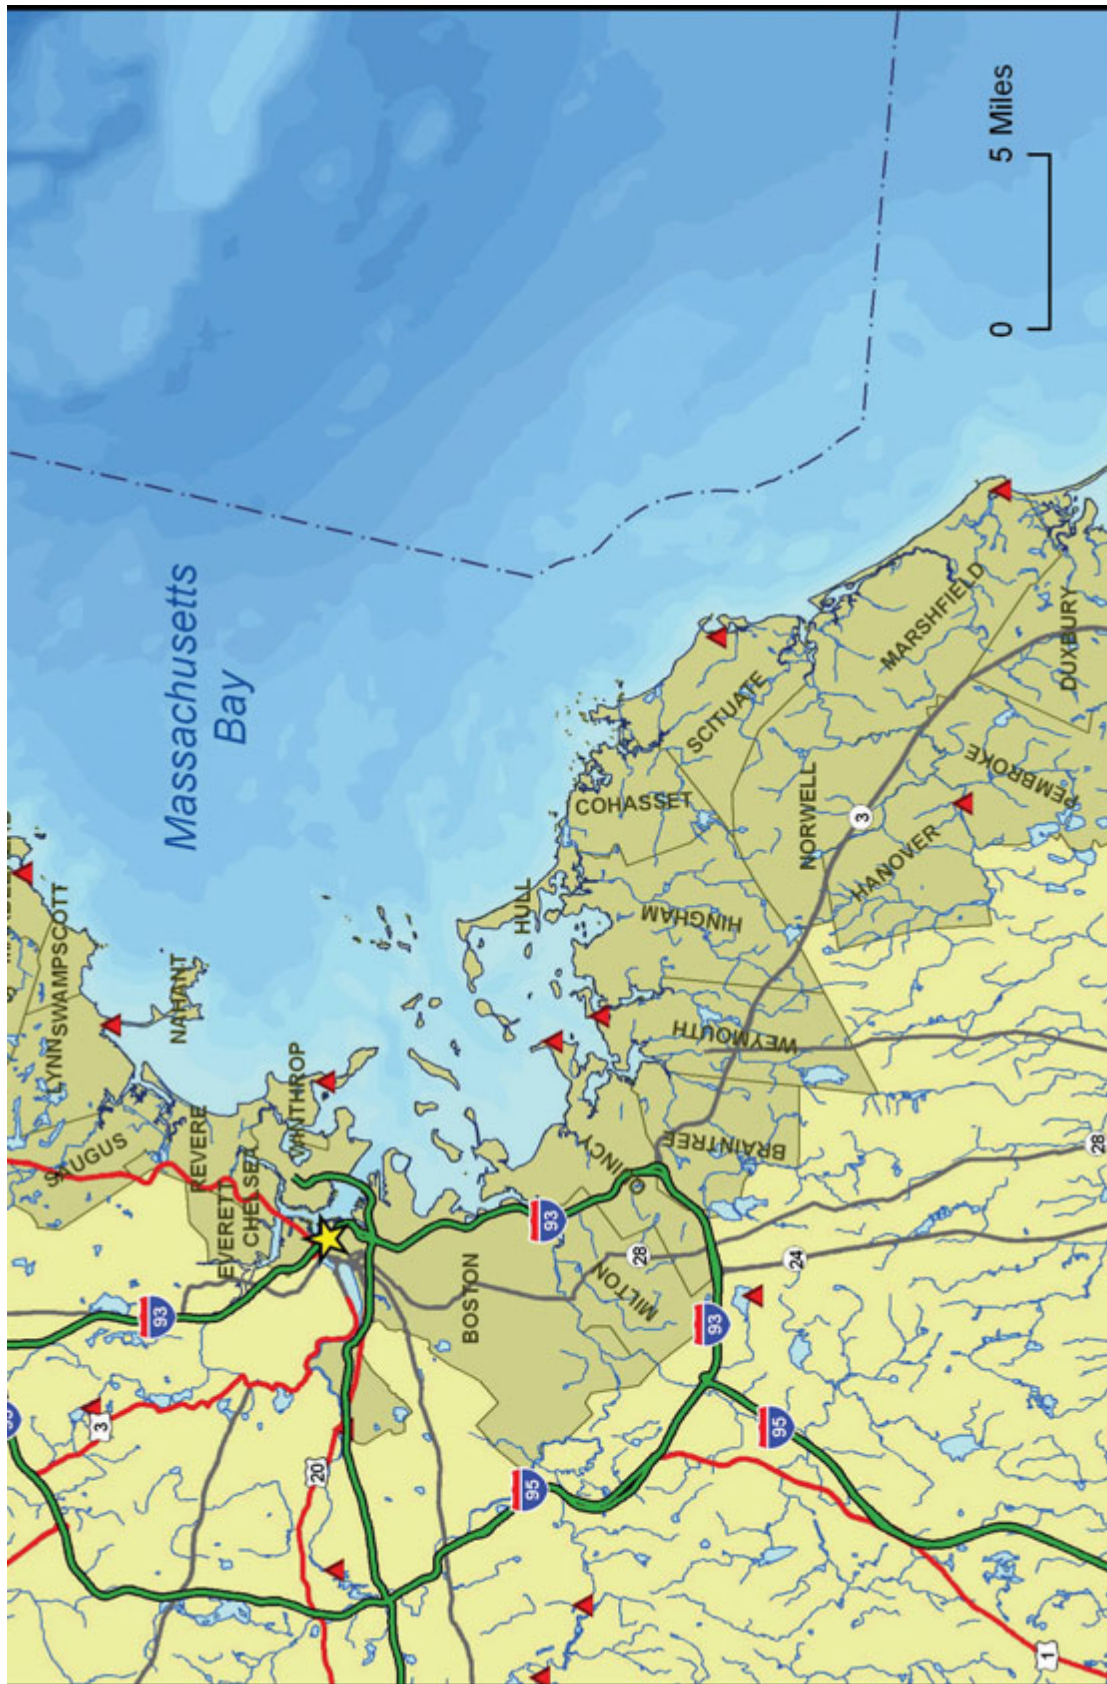 LYNN
SWAMPSCOTT
SAUGUS
3
93
NAHANT
REVERE
Massachusetts
Bay
EVERETT
CHELSEA
WINTHROP
20
BOSTON
HULL
95
93
QUINCY
COHASSET
MILTON
28
HINGHAM
WEYMOUTH
93
SCITUATE
95
BRAINTREE
24
NORWELL
3
HANOVER
MARSHFIELD
0
5 Miles
PEMBROKE
1
28
DUXBURY